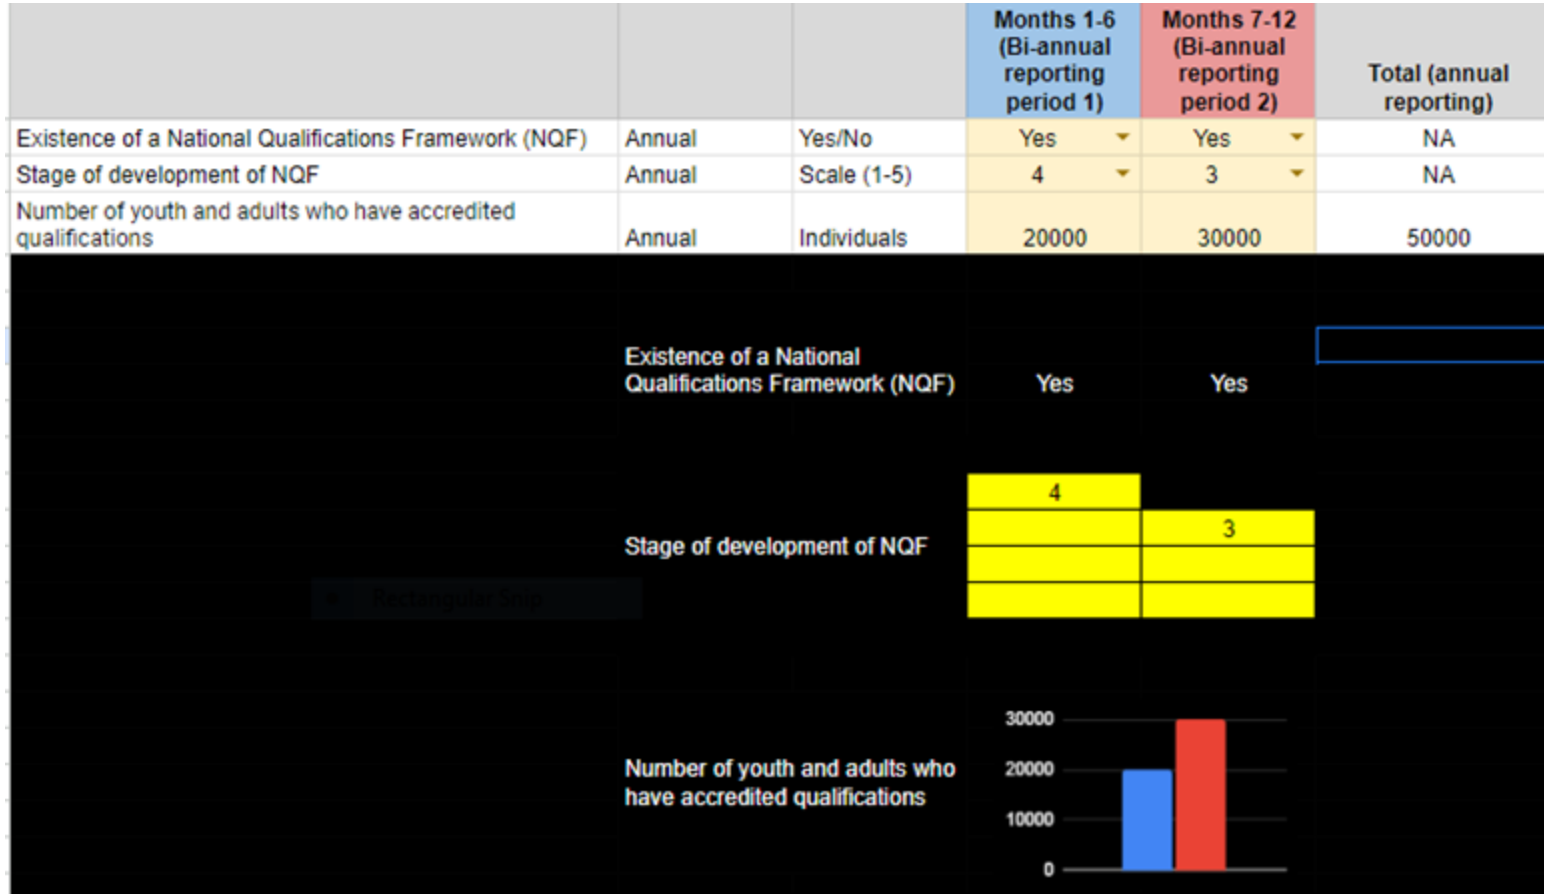 Months 1-6
(Bi-annual
reporting
period 1)
Months 7-12
(Bi-annual
reporting
period 2)
Total (annual
reporting)
Existence of a National Qualifications Framework (NQF) Annual Yes/No Yes Yes NA
Stage of development of NQF Annual Scale (1-5) 4 3 NA
Number of youth and adults who have accredited
qualifications Annual Individuals 20000 30000 50000
Existence of a National
Qualifications Framework (NQF) Yes Yes
4
3
Stage of development of NQF
Rectangular Snip
30000
20000
10000
0
Number of youth and adults who
have accredited qualifications